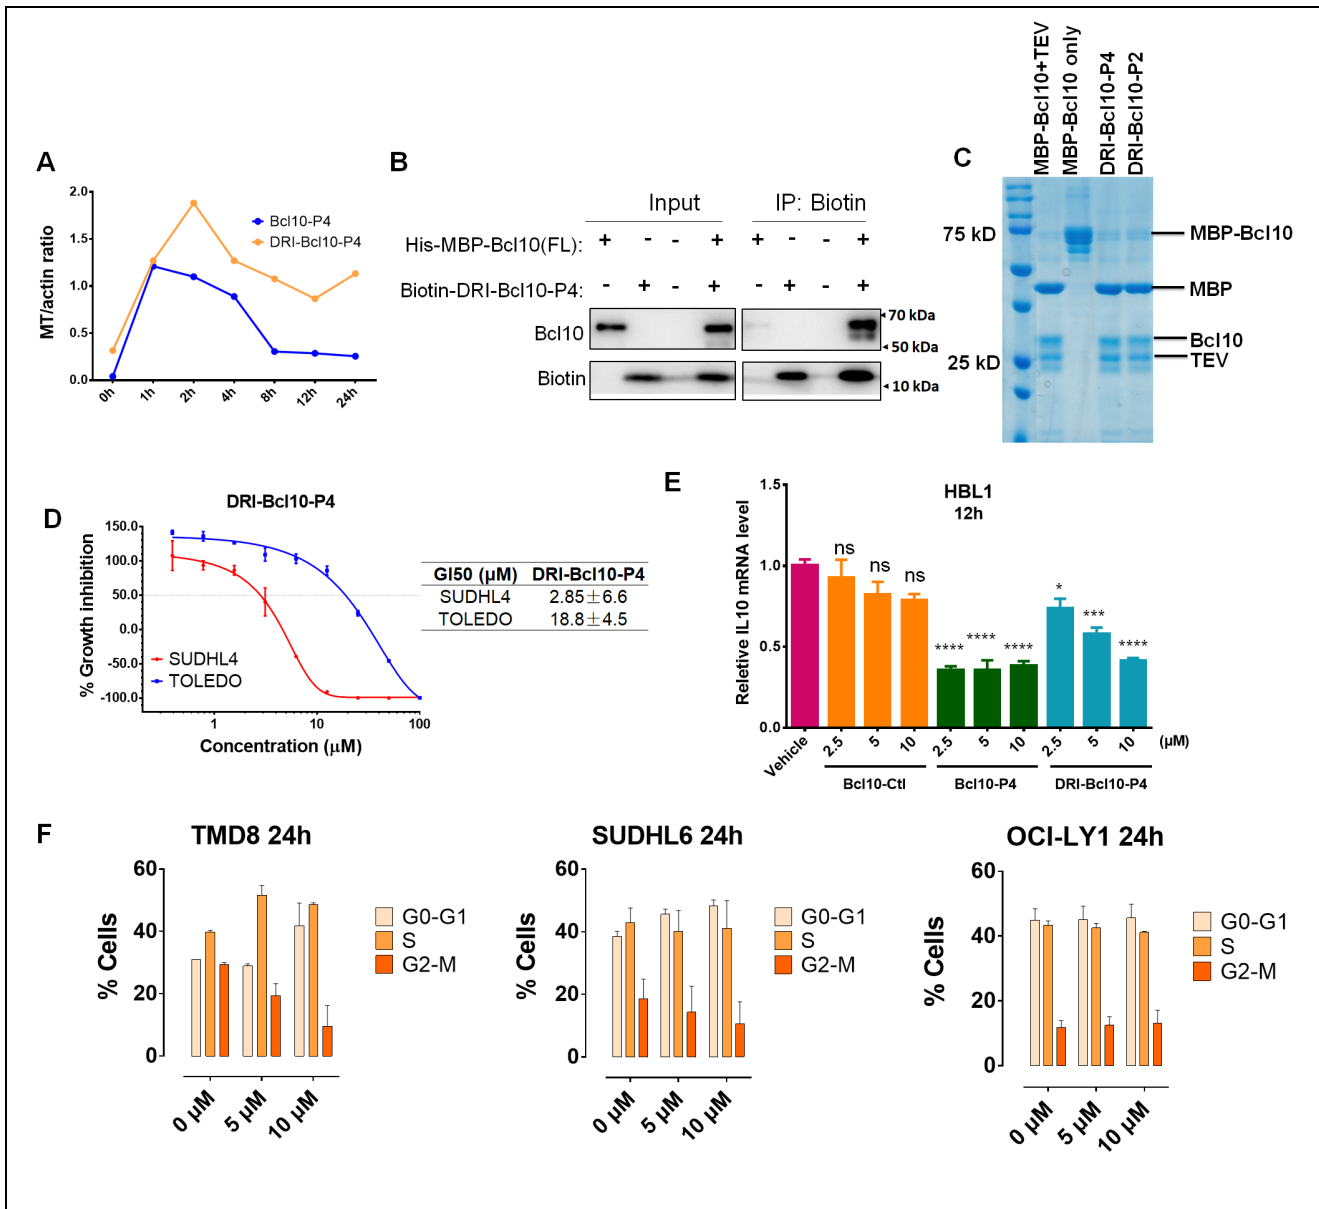 A
MT/actin ratio
2.0
1.5
1.0
0.5
0.0
0h
1h
2h
4h
8h
12h
24h
Bcl10-P4
DRI-Bcl10-P4
B
Input
IP: Biotin
His-MBP-Bcl10(FL):
+ - - + + - - +
Biotin-DRI-Bcl10-P4:
- + - + - + - +
Bcl10
70 kDa
50 kDa
Biotin
10 kDa
C
MBP-Bcl10+TEV
MBP-Bcl10 only
DRI-Bcl10-P4
DRI-Bcl10-P2
75 kD
25 kD
MBP-Bcl10
MBP
Bcl10
TEV
D
DRI-Bcl10-P4
% Growth inhibition
150.0
100.0
50.0
0.0
-50.0
-100.0
SUDHL4
TOLEDO
1
10
100
Concentration (μM)
GI50 (μM) DRI-Bcl10-P4
SUDHL4 2.85±6.6
TOLEDO 18.8±4.5
E
HBL1
12h
Reletive IL10 mRNA level
1.5
1.0
0.5
0.0
ns
ns
ns
****
****
****
*
***
****
Vehicle
2.5
5
10
2.5
5
10
2.5
5
10
(μM)
Bcl10-Ctl
Bcl10-P4
DRI-Bcl10-P4
F
TMD8 24h
% Cells
60
40
20
0
G0-G1
S
G2-M
0 μM
5 μM
10 μM
SUDHL6 24h
% Cells
60
40
20
0
G0-G1
S
G2-M
0 μM
5 μM
10 μM
OCI-LY1 24h
% Cells
60
40
20
0
G0-G1
S
G2-M
0 μM
5 μM
10 μM